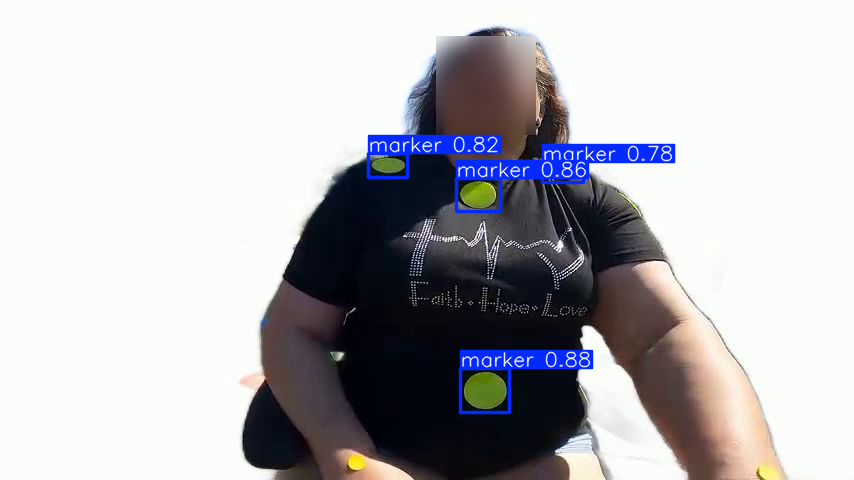 marker 0.82
marker 0.78
marker 0.86
Faith • Hope • Love
marker 0.88